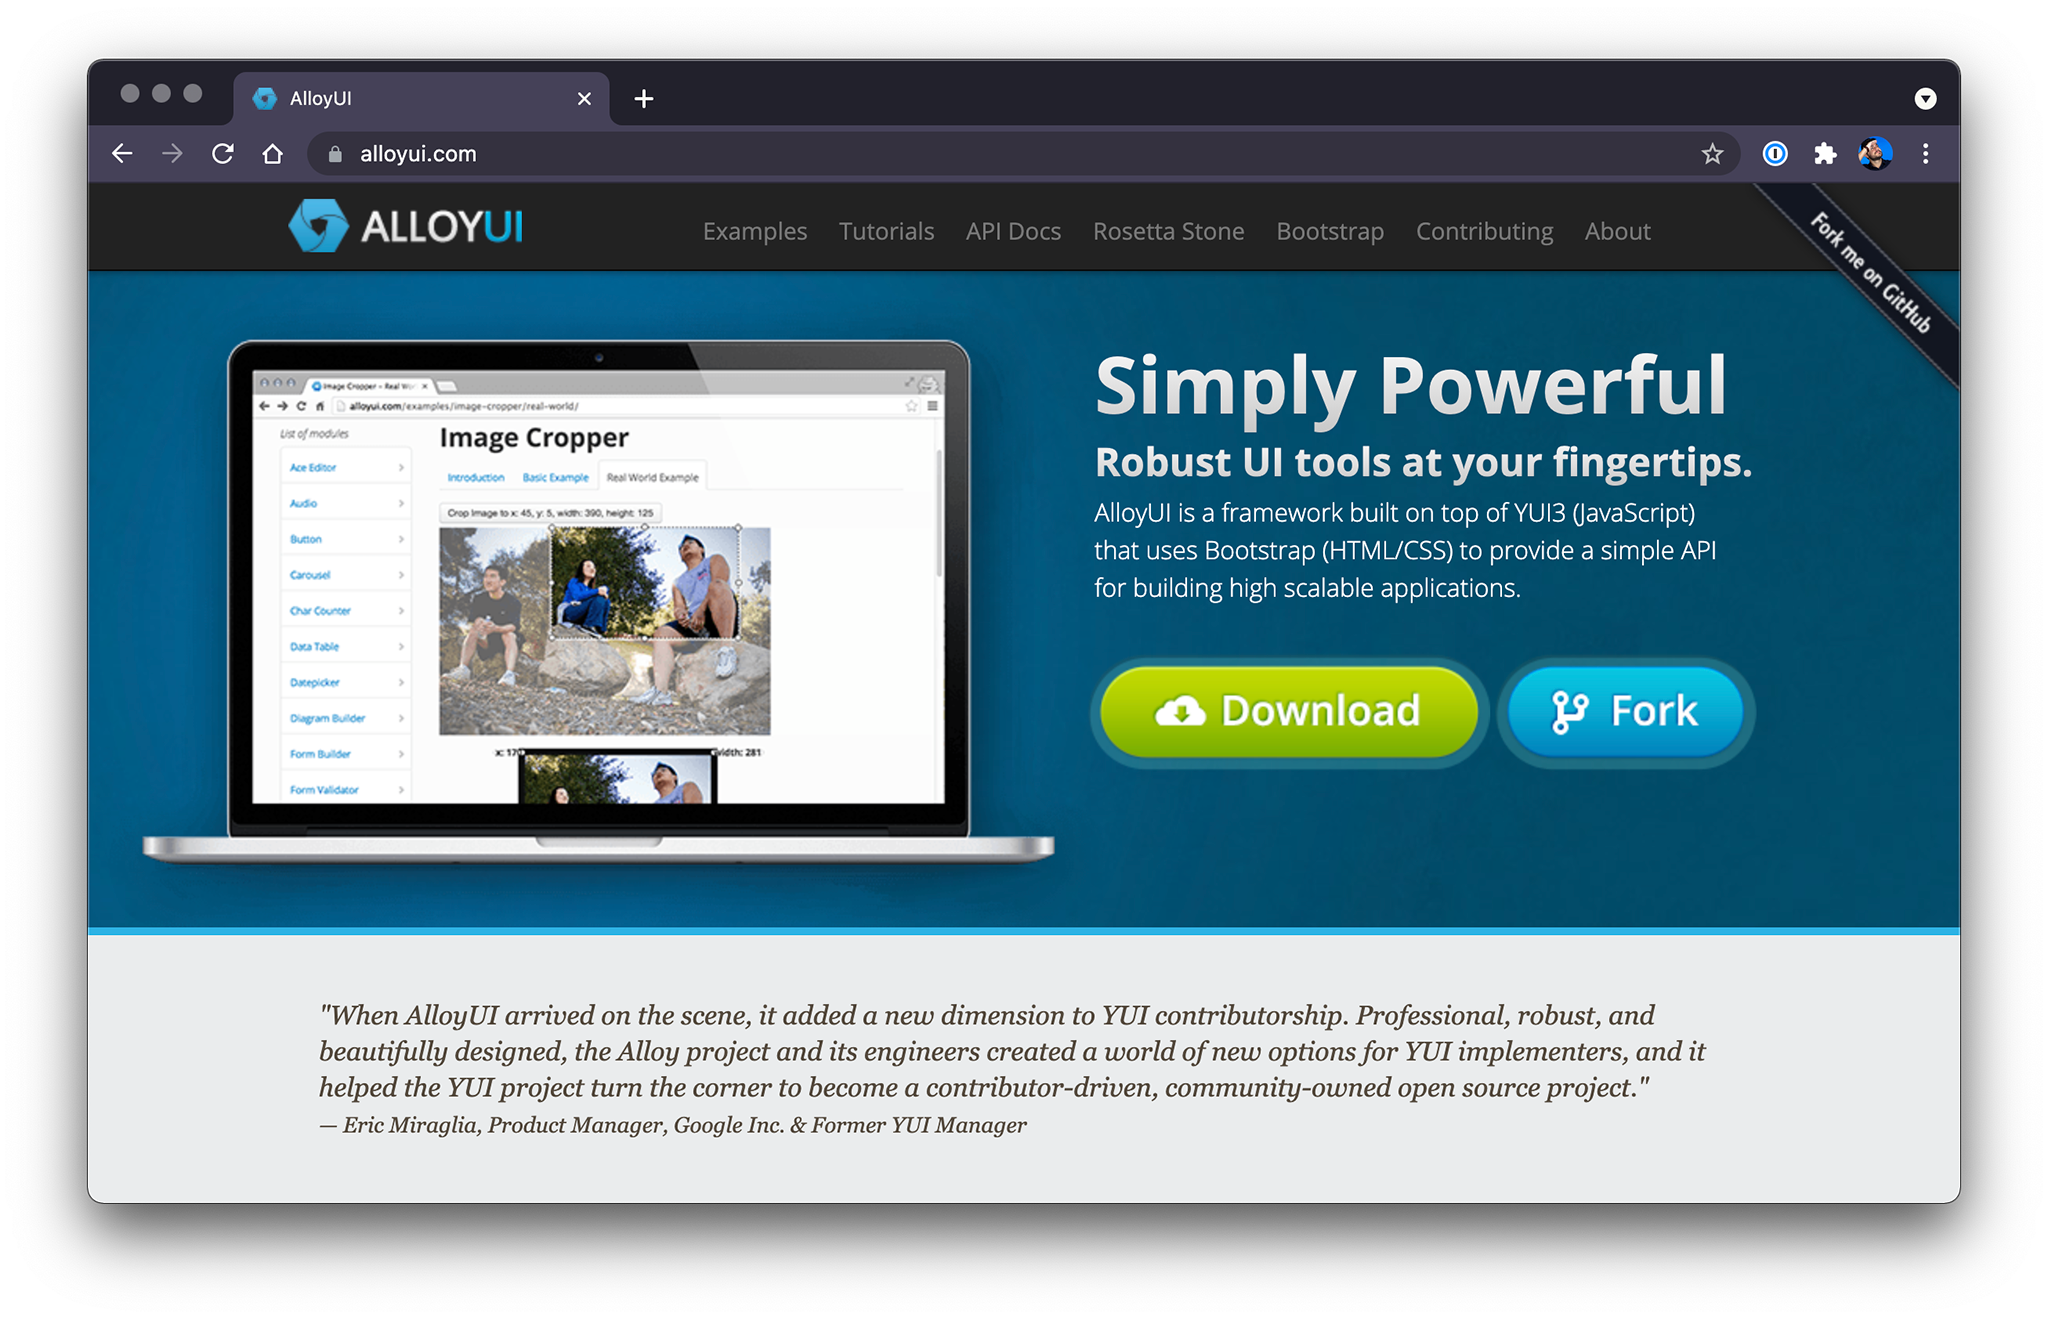 AlloyUI
alloyui.com
ALLOYUI
Examples Tutorials API Docs Rosetta Stone Bootstrap Contributing About
Fork me on GitHub
Image Cropper - Real Wo
alloyui.com/examples/image-cropper/real-world/
List of modules
Ace Editor
Audio
Button
Carousel
Char Counter
Data Table
Datepicker
Diagram Builder
Form Builder
Form Validator
Image Cropper
Introduction Basic Example Real World Example
Crop Image to x: 45, y: 5, width: 390, height: 125
x: 170 width: 281
Simply Powerful
Robust UI tools at your fingertips.
AlloyUI is a framework built on top of YUI3 (JavaScript)
that uses Bootstrap (HTML/CSS) to provide a simple API
for building high scalable applications.
Download Fork
"When AlloyUI arrived on the scene, it added a new dimension to YUI contributorship. Professional, robust, and
beautifully designed, the Alloy project and its engineers created a world of new options for YUI implementers, and it
helped the YUI project turn the corner to become a contributor-driven, community-owned open source project."
— Eric Miraglia, Product Manager, Google Inc. & Former YUI Manager